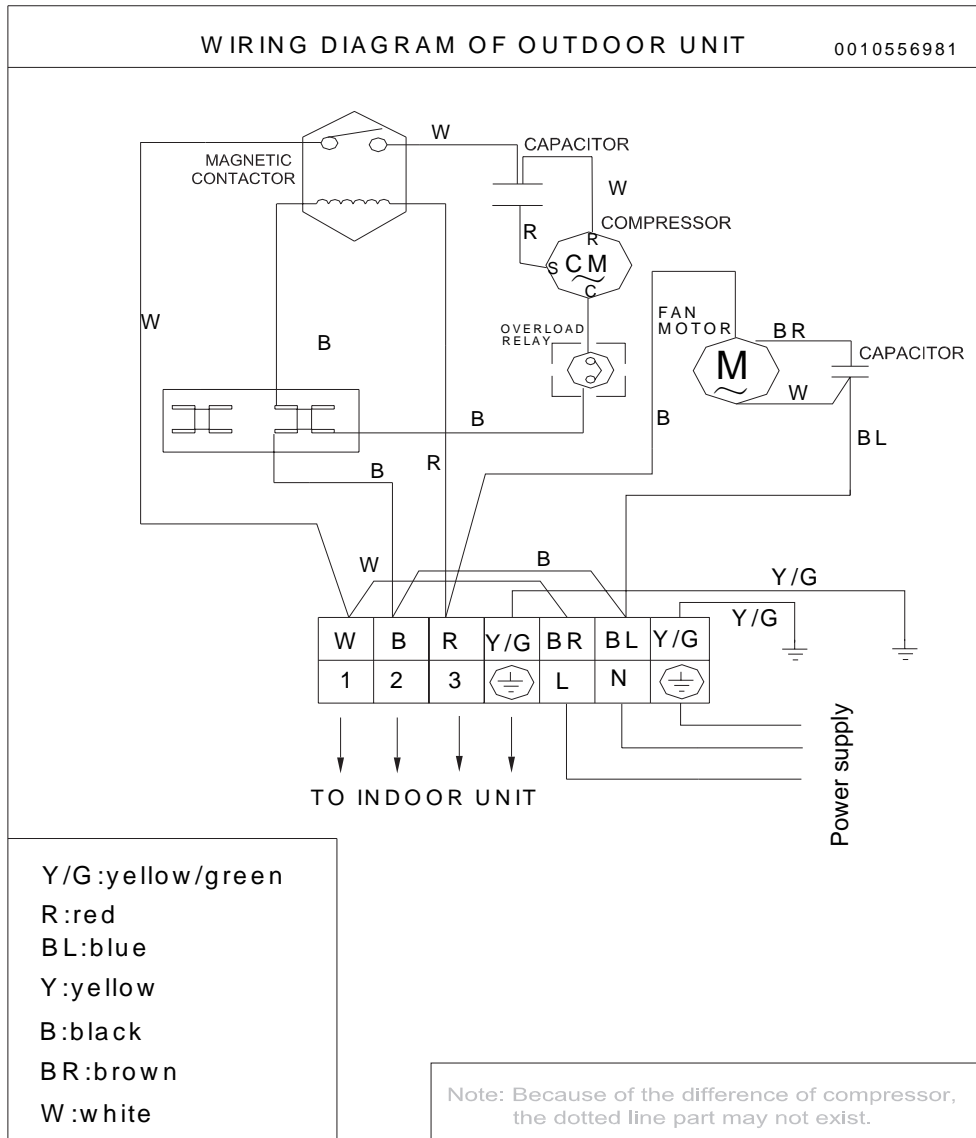 WIRING DIAGRAM OF OUTDOOR UNIT
0010556981
W
CAPACITOR
MAGNETIC
CONTACTOR
W
R
COMPRESSOR
R
S
CM
C
W
OVERLOAD
RELAY
FAN
MOTOR
BR
CAPACITOR
B
M
W
B
B
BL
B
R
W
B
Y/G
Y/G
W B R Y/G BR BL Y/G
1 2 3 L N
TO INDOOR UNIT
Power supply
Y/G:yellow/green
R:red
BL:blue
Y:yellow
B:black
BR:brown
W:white
Note: Because of the difference of compressor,
the dotted line part may not exist.